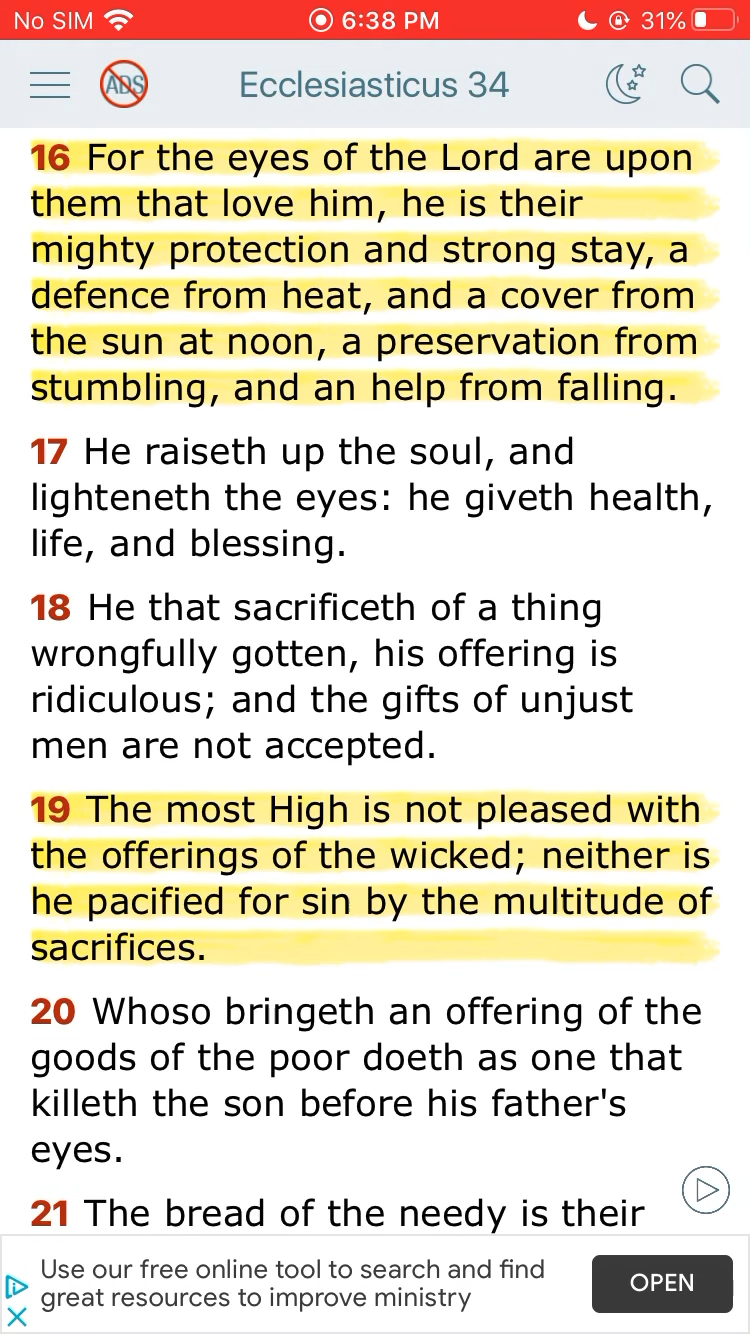 No SIM 6:38 PM 31%
ADS Ecclesiasticus 34
16 For the eyes of the Lord are upon
them that love him, he is their
mighty protection and strong stay, a
defence from heat, and a cover from
the sun at noon, a preservation from
stumbling, and an help from falling.
17 He raiseth up the soul, and
lighteneth the eyes: he giveth health,
life, and blessing.
18 He that sacrificeth of a thing
wrongfully gotten, his offering is
ridiculous; and the gifts of unjust
men are not accepted.
19 The most High is not pleased with
the offerings of the wicked; neither is
he pacified for sin by the multitude of
sacrifices.
20 Whoso bringeth an offering of the
goods of the poor doeth as one that
killeth the son before his father's
eyes.
21 The bread of the needy is their
Use our free online tool to search and find
great resources to improve ministry
OPEN